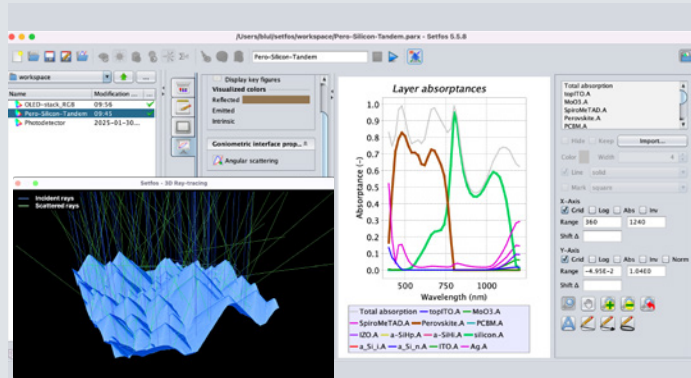 /Users/blul/setfos/workspace/Pero-Silicon-Tandem.parx - Setfos 5.5.8
Pero-Silicon-Tandem
workspace
...
Name Modification ...
OLED-stack_RGB 09:56
Pero-Silicon-Tandem 09:45
Photodetector 2025-01-30...
Display key figures
Visualized colors
Reflected
Emitted
Intrinsic
Goniometric interface prop...
Angular scattering
Setfos - 3D Ray-tracing
Incident rays
Scattered rays
Layer absorptances
Absorptance (-)
1.0
0.9
0.8
0.7
0.6
0.5
0.4
0.3
0.2
0.1
0.0
500 750 1000
Wavelength (nm)
Total absorption topITO.A MoO3.A
SpiroMeTAD.A Perovskite.A PCBM.A
IZO.A a-SiHp.A a-SiHi.A silicon.A
a_Si_i.A a_Si_n.A ITO.A Ag.A
Total absorption
topITO.A
MoO3.A
SpiroMeTAD.A
Perovskite.A
PCBM.A
Hide Keep Import...
Color Width 4
Line solid
Mark square
X-Axis
Grid Log Abs Inv
Range 360 1240
Shift Δ
Y-Axis
Grid Log Abs Inv Norm
Range -4.95E-2 1.04E0
Shift Δ